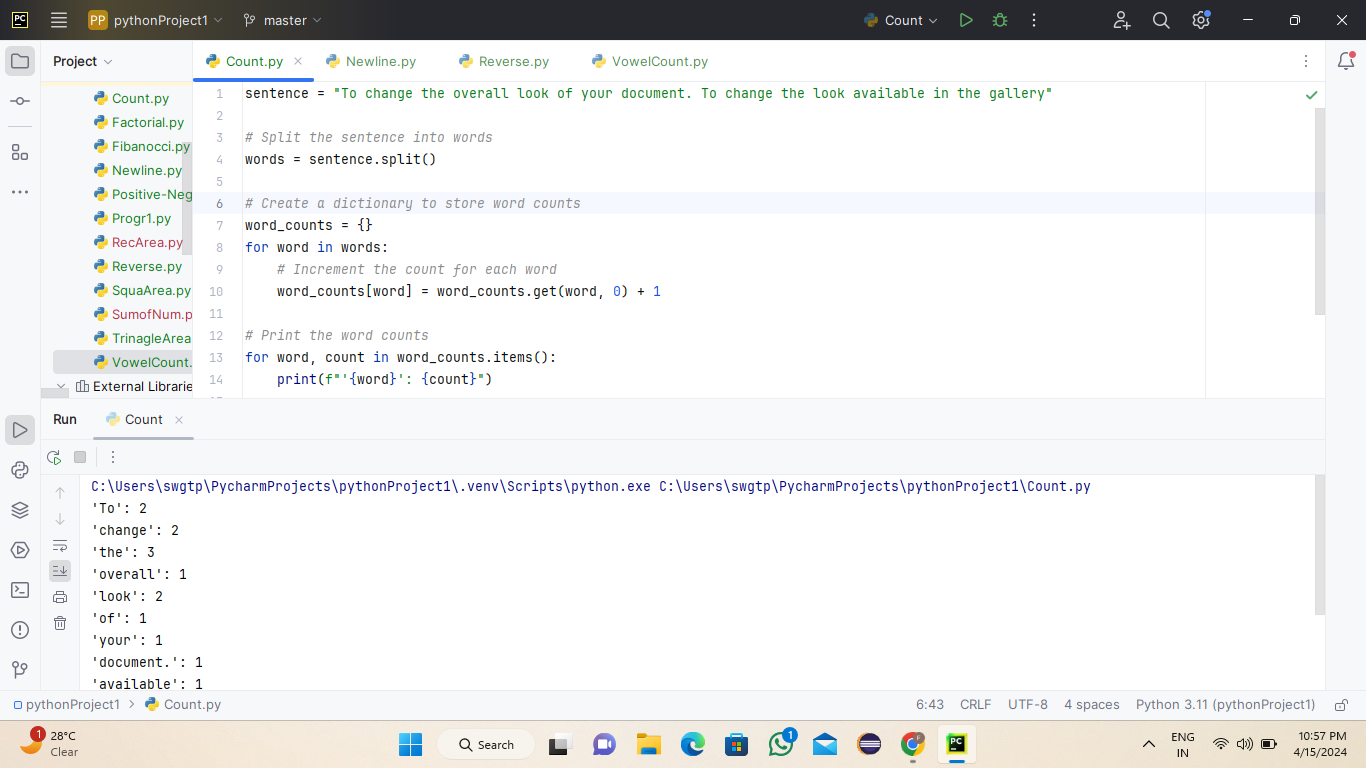 PC
PP pythonProject1
master
Count
Project
Count.py
Newline.py
Reverse.py
VowelCount.py
Count.py
Factorial.py
Fibanocci.py
Newline.py
Positive-Neg
Progr1.py
RecArea.py
Reverse.py
SquaArea.py
SumofNum.p
TrinagleArea
VowelCount.
External Librarie
1 sentence = "To change the overall look of your document. To change the look available in the gallery"
2
3 # Split the sentence into words
4 words = sentence.split()
5
6 # Create a dictionary to store word counts
7 word_counts = {}
8 for word in words:
9 # Increment the count for each word
10 word_counts[word] = word_counts.get(word, 0) + 1
11
12 # Print the word counts
13 for word, count in word_counts.items():
14 print(f"'{word}': {count}")
Run
Count
C:\Users\swgtp\PycharmProjects\pythonProject1\.venv\Scripts\python.exe C:\Users\swgtp\PycharmProjects\pythonProject1\Count.py
'To': 2
'change': 2
'the': 3
'overall': 1
'look': 2
'of': 1
'your': 1
'document.': 1
'available': 1
pythonProject1 > Count.py
6:43 CRLF UTF-8 4 spaces Python 3.11 (pythonProject1)
1
28°C
Clear
Search
1
PC
ENG
IN
10:57 PM
4/15/2024